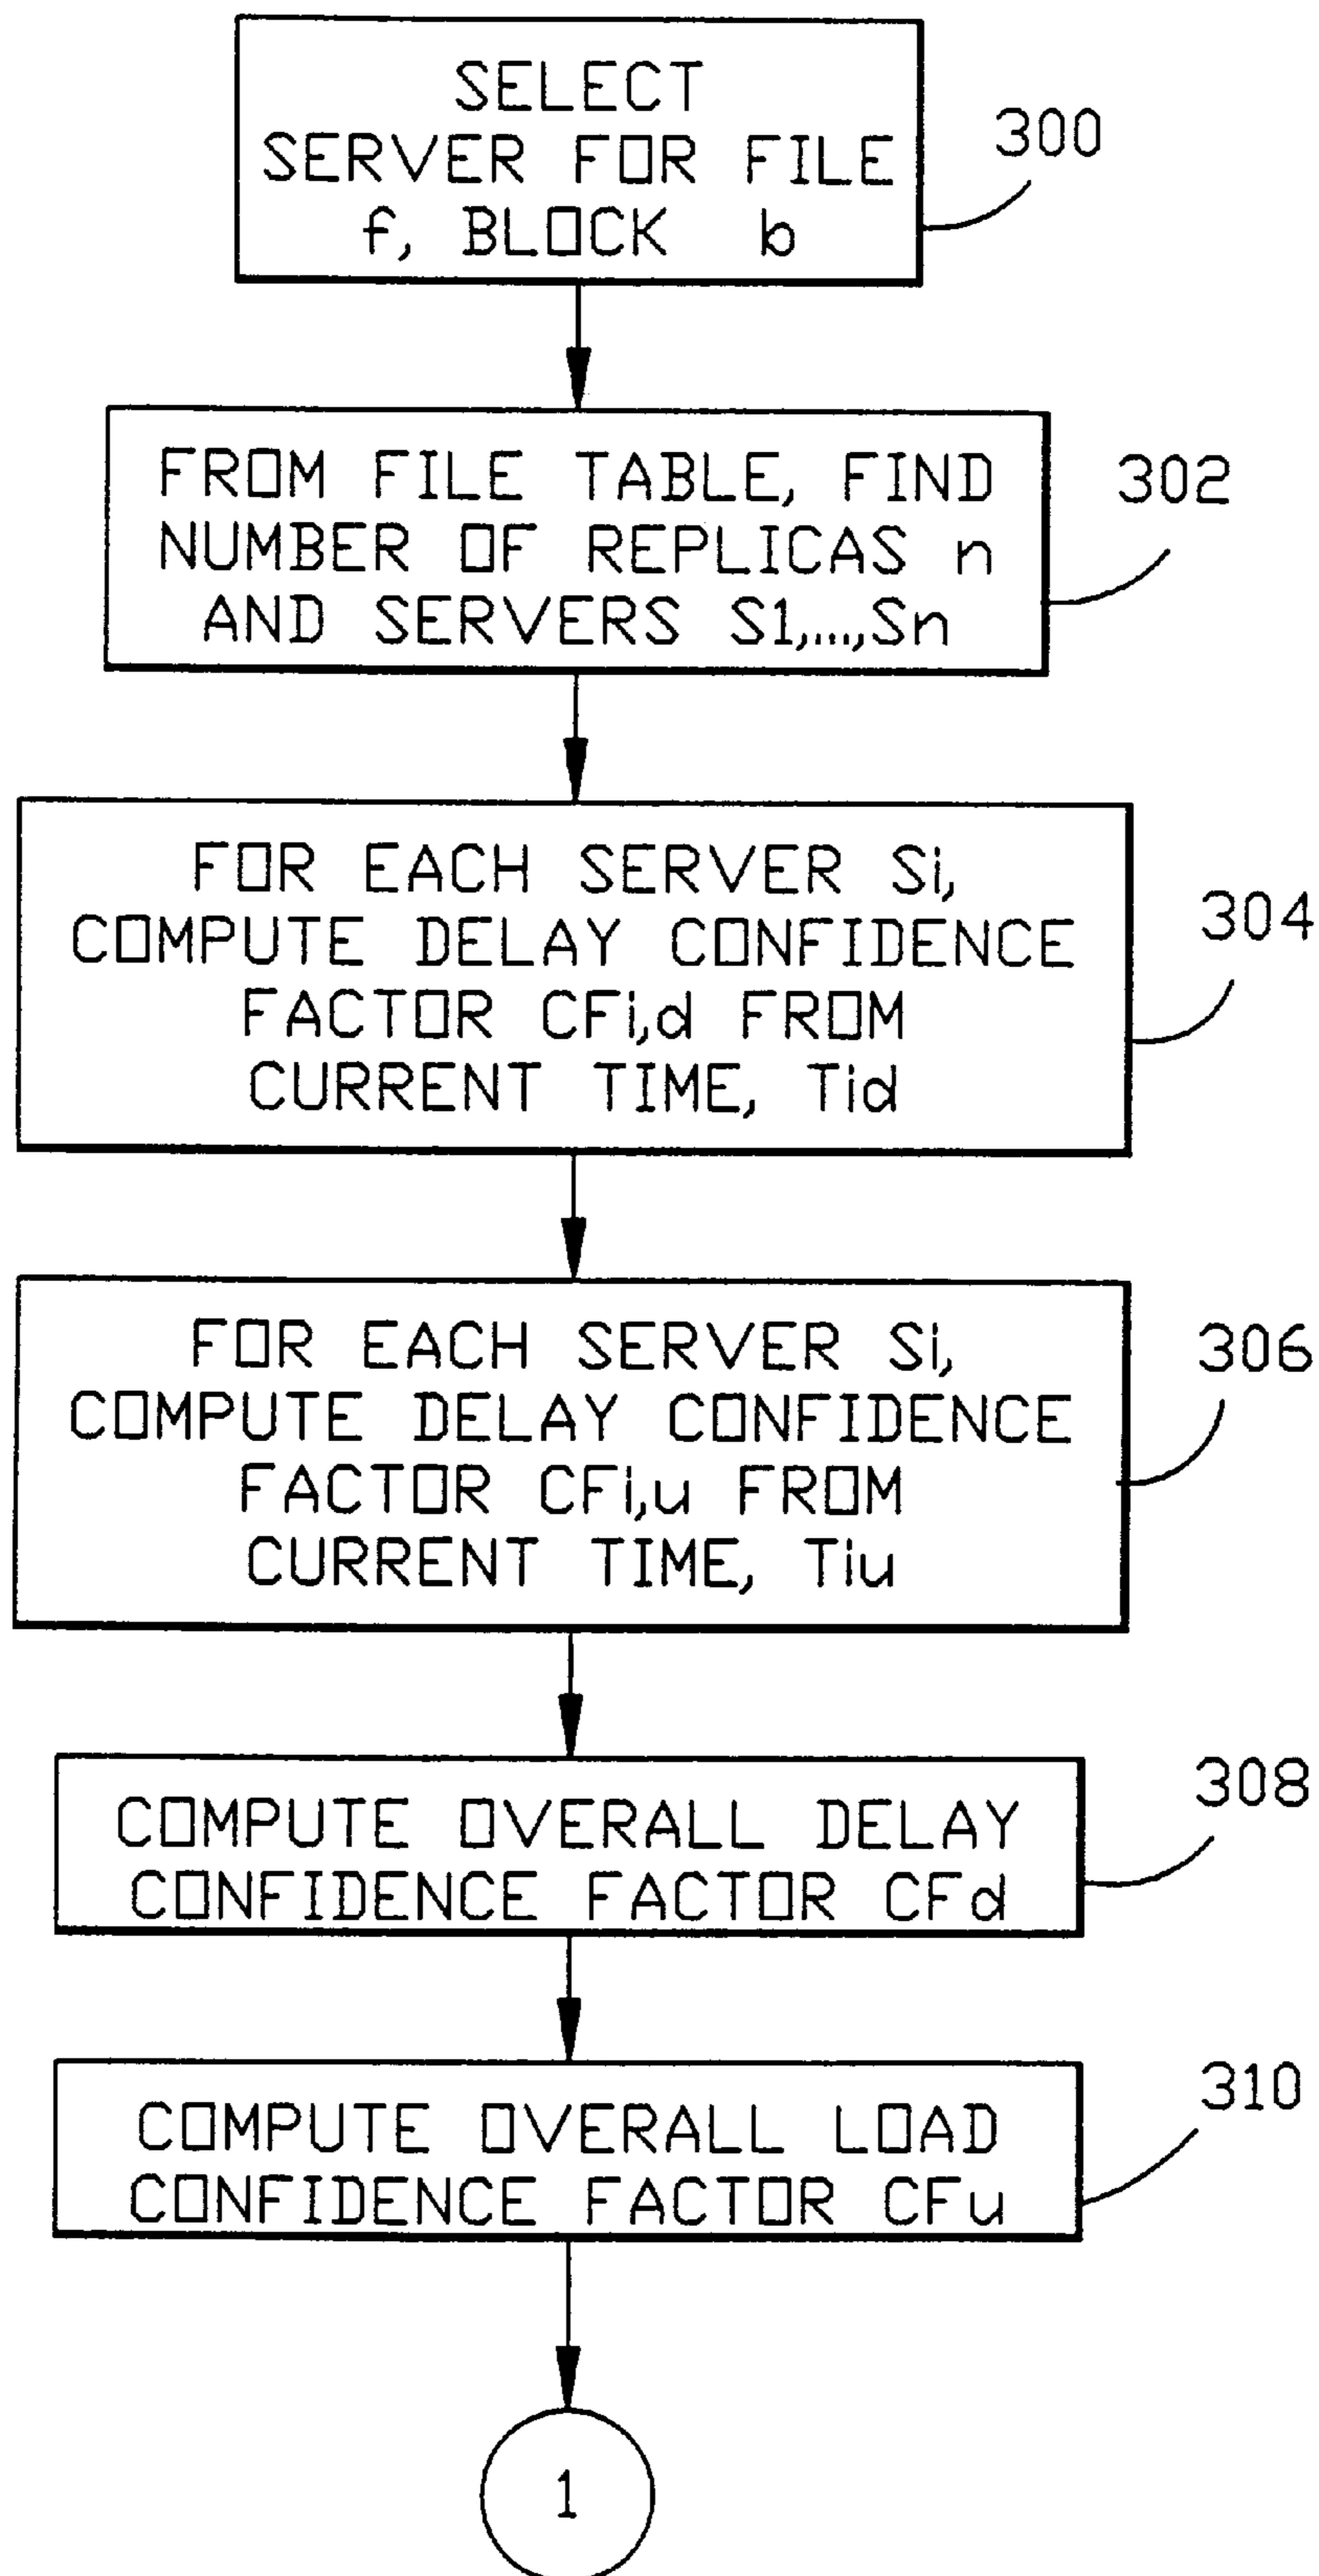 SELECT
SERVER FOR FILE
f, BLOCK b
300
FROM FILE TABLE, FIND
NUMBER OF REPLICAS n
AND SERVERS S1,...,Sn
302
FOR EACH SERVER Si,
COMPUTE DELAY CONFIDENCE
FACTOR CFi,d FROM
CURRENT TIME, Tid
304
FOR EACH SERVER Si,
COMPUTE DELAY CONFIDENCE
FACTOR CFi,u FROM
CURRENT TIME, Tiu
306
COMPUTE OVERALL DELAY
CONFIDENCE FACTOR CFd
308
COMPUTE OVERALL LOAD
CONFIDENCE FACTOR CFu
310
1